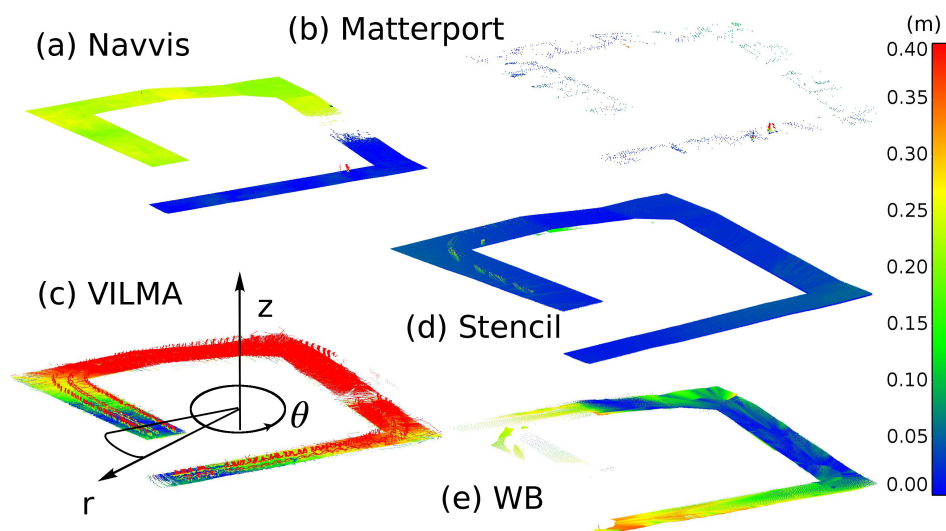 (a) Navvis
(b) Matterport
(m)
0.40
0.35
0.30
0.25
0.20
0.15
0.10
0.05
0.00
(c) VILMA
z
θ
r
(d) Stencil
(e) WB